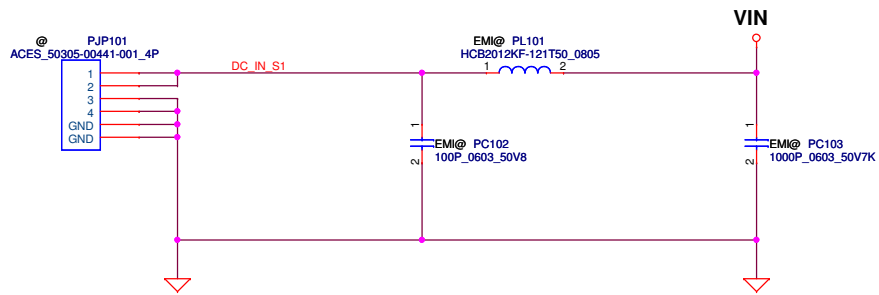 VIN
@ PJP101
ACES_50305-00441-001_4P
EMI@ PL101
HCB2012KF-121T50_0805
1
2
3
4
GND
GND
DC_IN_S1
1 2
1
2
EMI@ PC102
100P_0603_50V8
1
2
EMI@ PC103
1000P_0603_50V7K